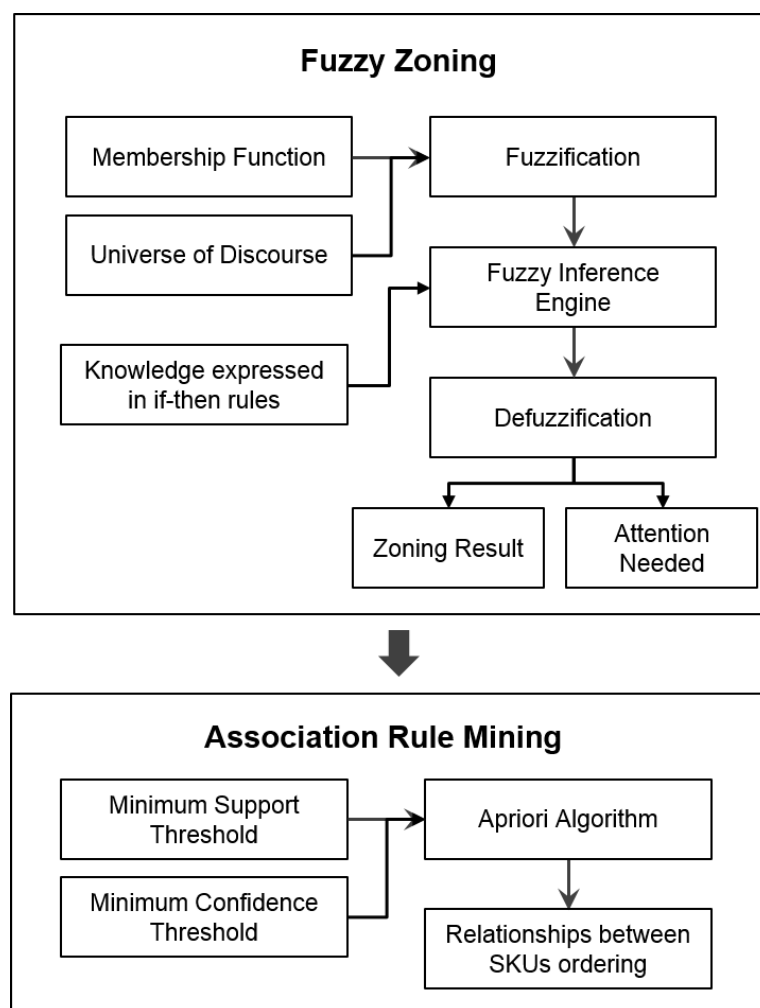 Fuzzy Zoning
Membership Function
Fuzzification
Universe of Discourse
Fuzzy Inference
Engine
Knowledge expressed
in if-then rules
Defuzzification
Zoning Result
Attention
Needed
Association Rule Mining
Minimum Support
Threshold
Apriori Algorithm
Minimum Confidence
Threshold
Relationships between
SKUs ordering